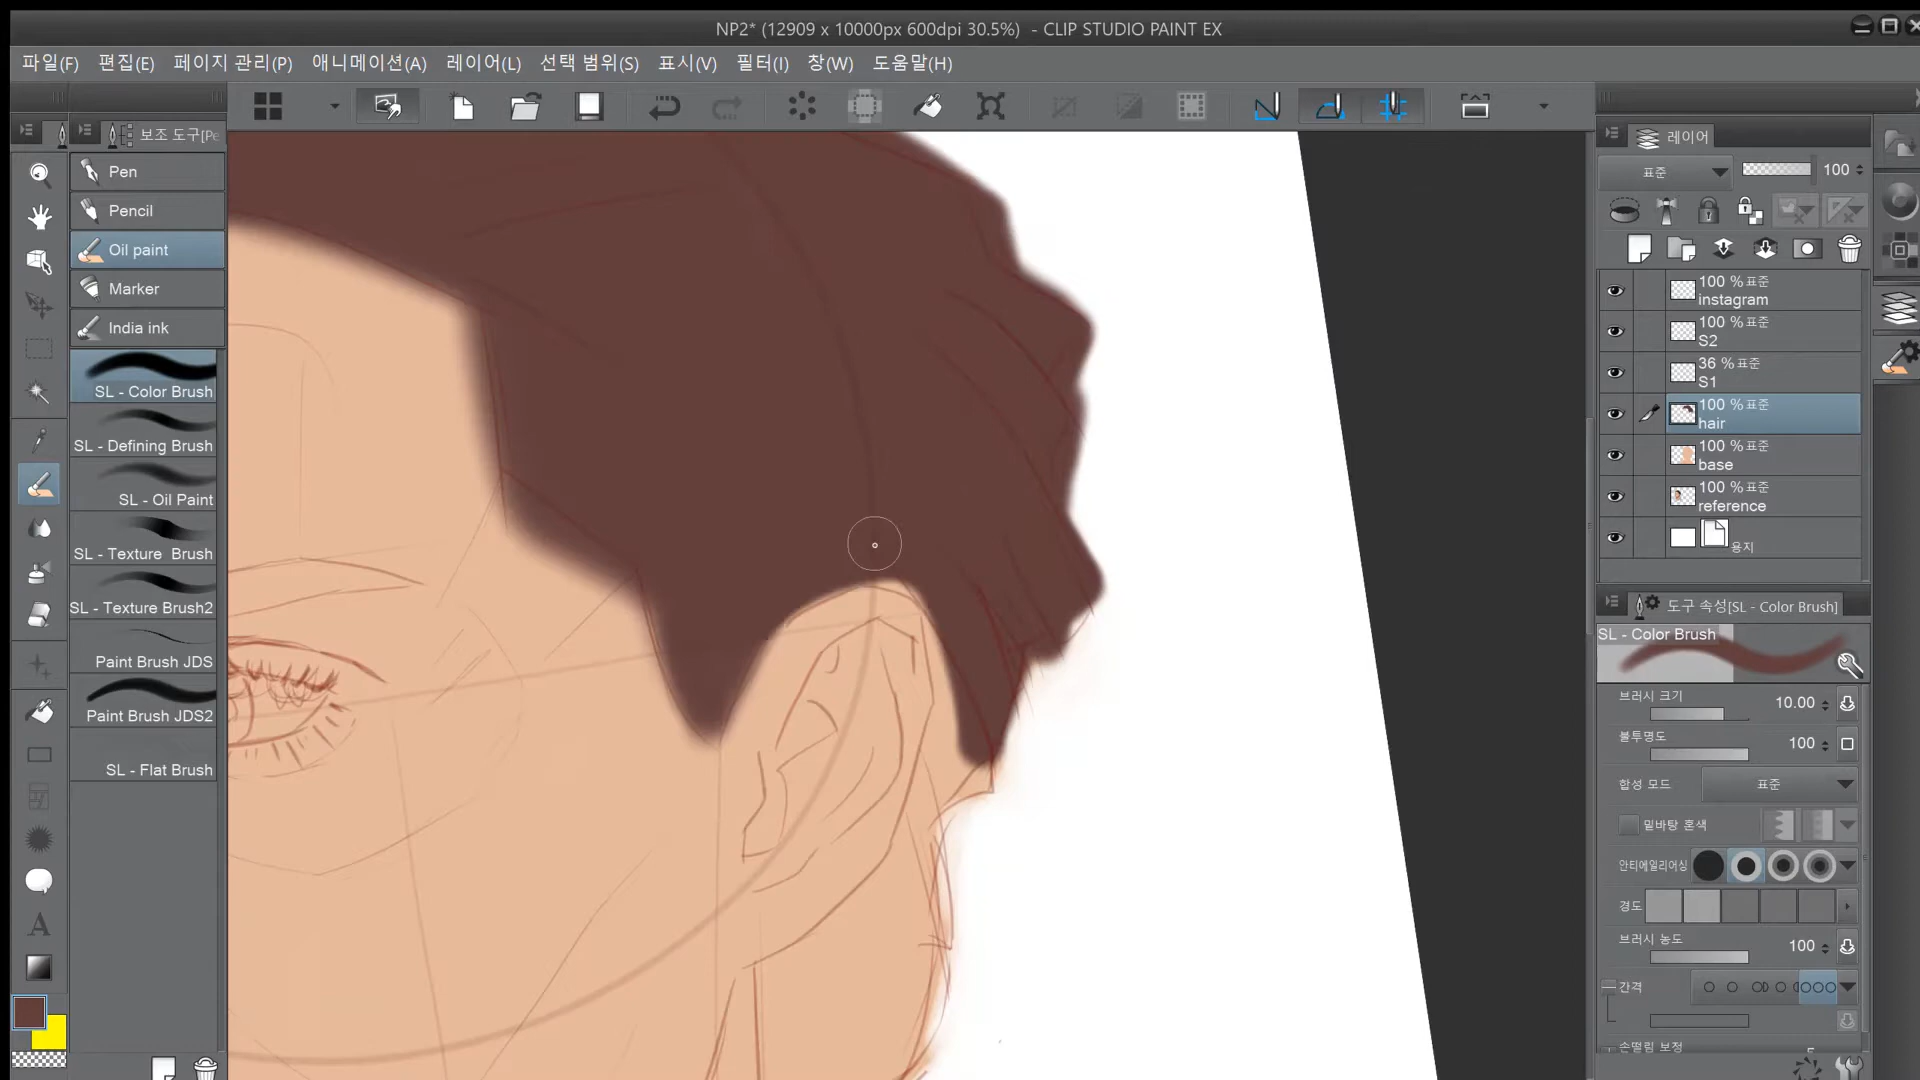 NP2* (12909 x 10000px 600dpi 30.5%) - CLIP STUDIO PAINT EX
파일(F) 편집(E) 페이지 관리(P) 애니메이션(A) 레이어(L) 선택 범위(S) 표시(V) 필터(I) 창(W) 도움말(H)
보조 도구[Pe
Pen
Pencil
Oil paint
Marker
India ink
SL - Color Brush
SL - Defining Brush
SL - Oil Paint
SL - Texture Brush
SL - Texture Brush2
Paint Brush JDS
Paint Brush JDS2
SL - Flat Brush
A
레이어
표준 100
100 %표준
instagram
100 %표준
S2
36 %표준
S1
100 %표준
hair
100 %표준
base
100 %표준
reference
용지
도구 속성[SL - Color Brush]
SL - Color Brush
브러시 크기 10.00
불투명도 100
합성 모드 표준
밑바탕 혼색
안티에일리어싱
경도
브러시 농도 100
간격
손떨림 보정